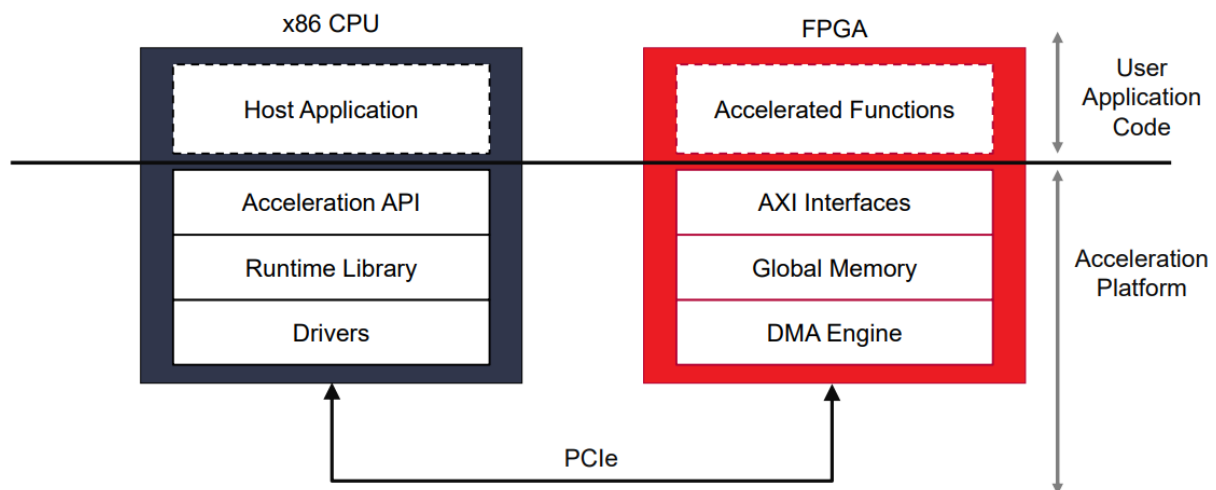 x86 CPU
FPGA
Host Application
Accelerated Functions
User
Application
Code
Acceleration API
AXI Interfaces
Runtime Library
Global Memory
Acceleration
Platform
Drivers
DMA Engine
PCIe